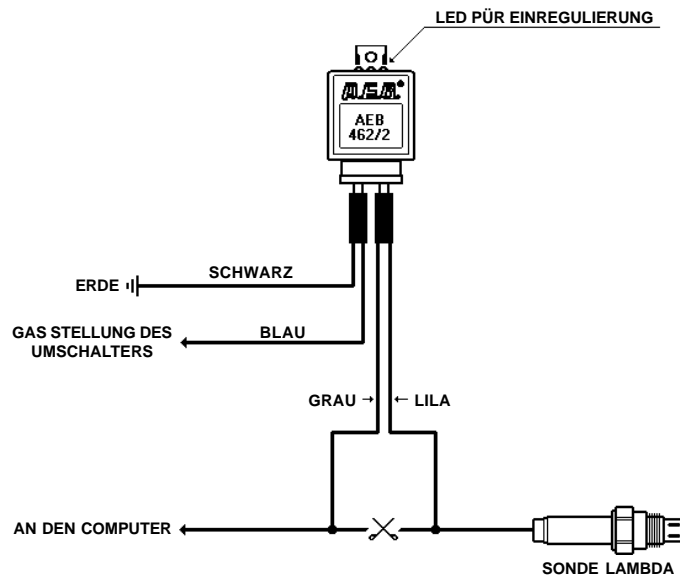 LED PÜR EINREGULIERUNG
A.E.B.
AEB
462/2
SCHWARZ
ERDE
GAS STELLUNG DES
UMSCHALTERS
BLAU
GRAU
LILA
AN DEN COMPUTER
SONDE LAMBDA